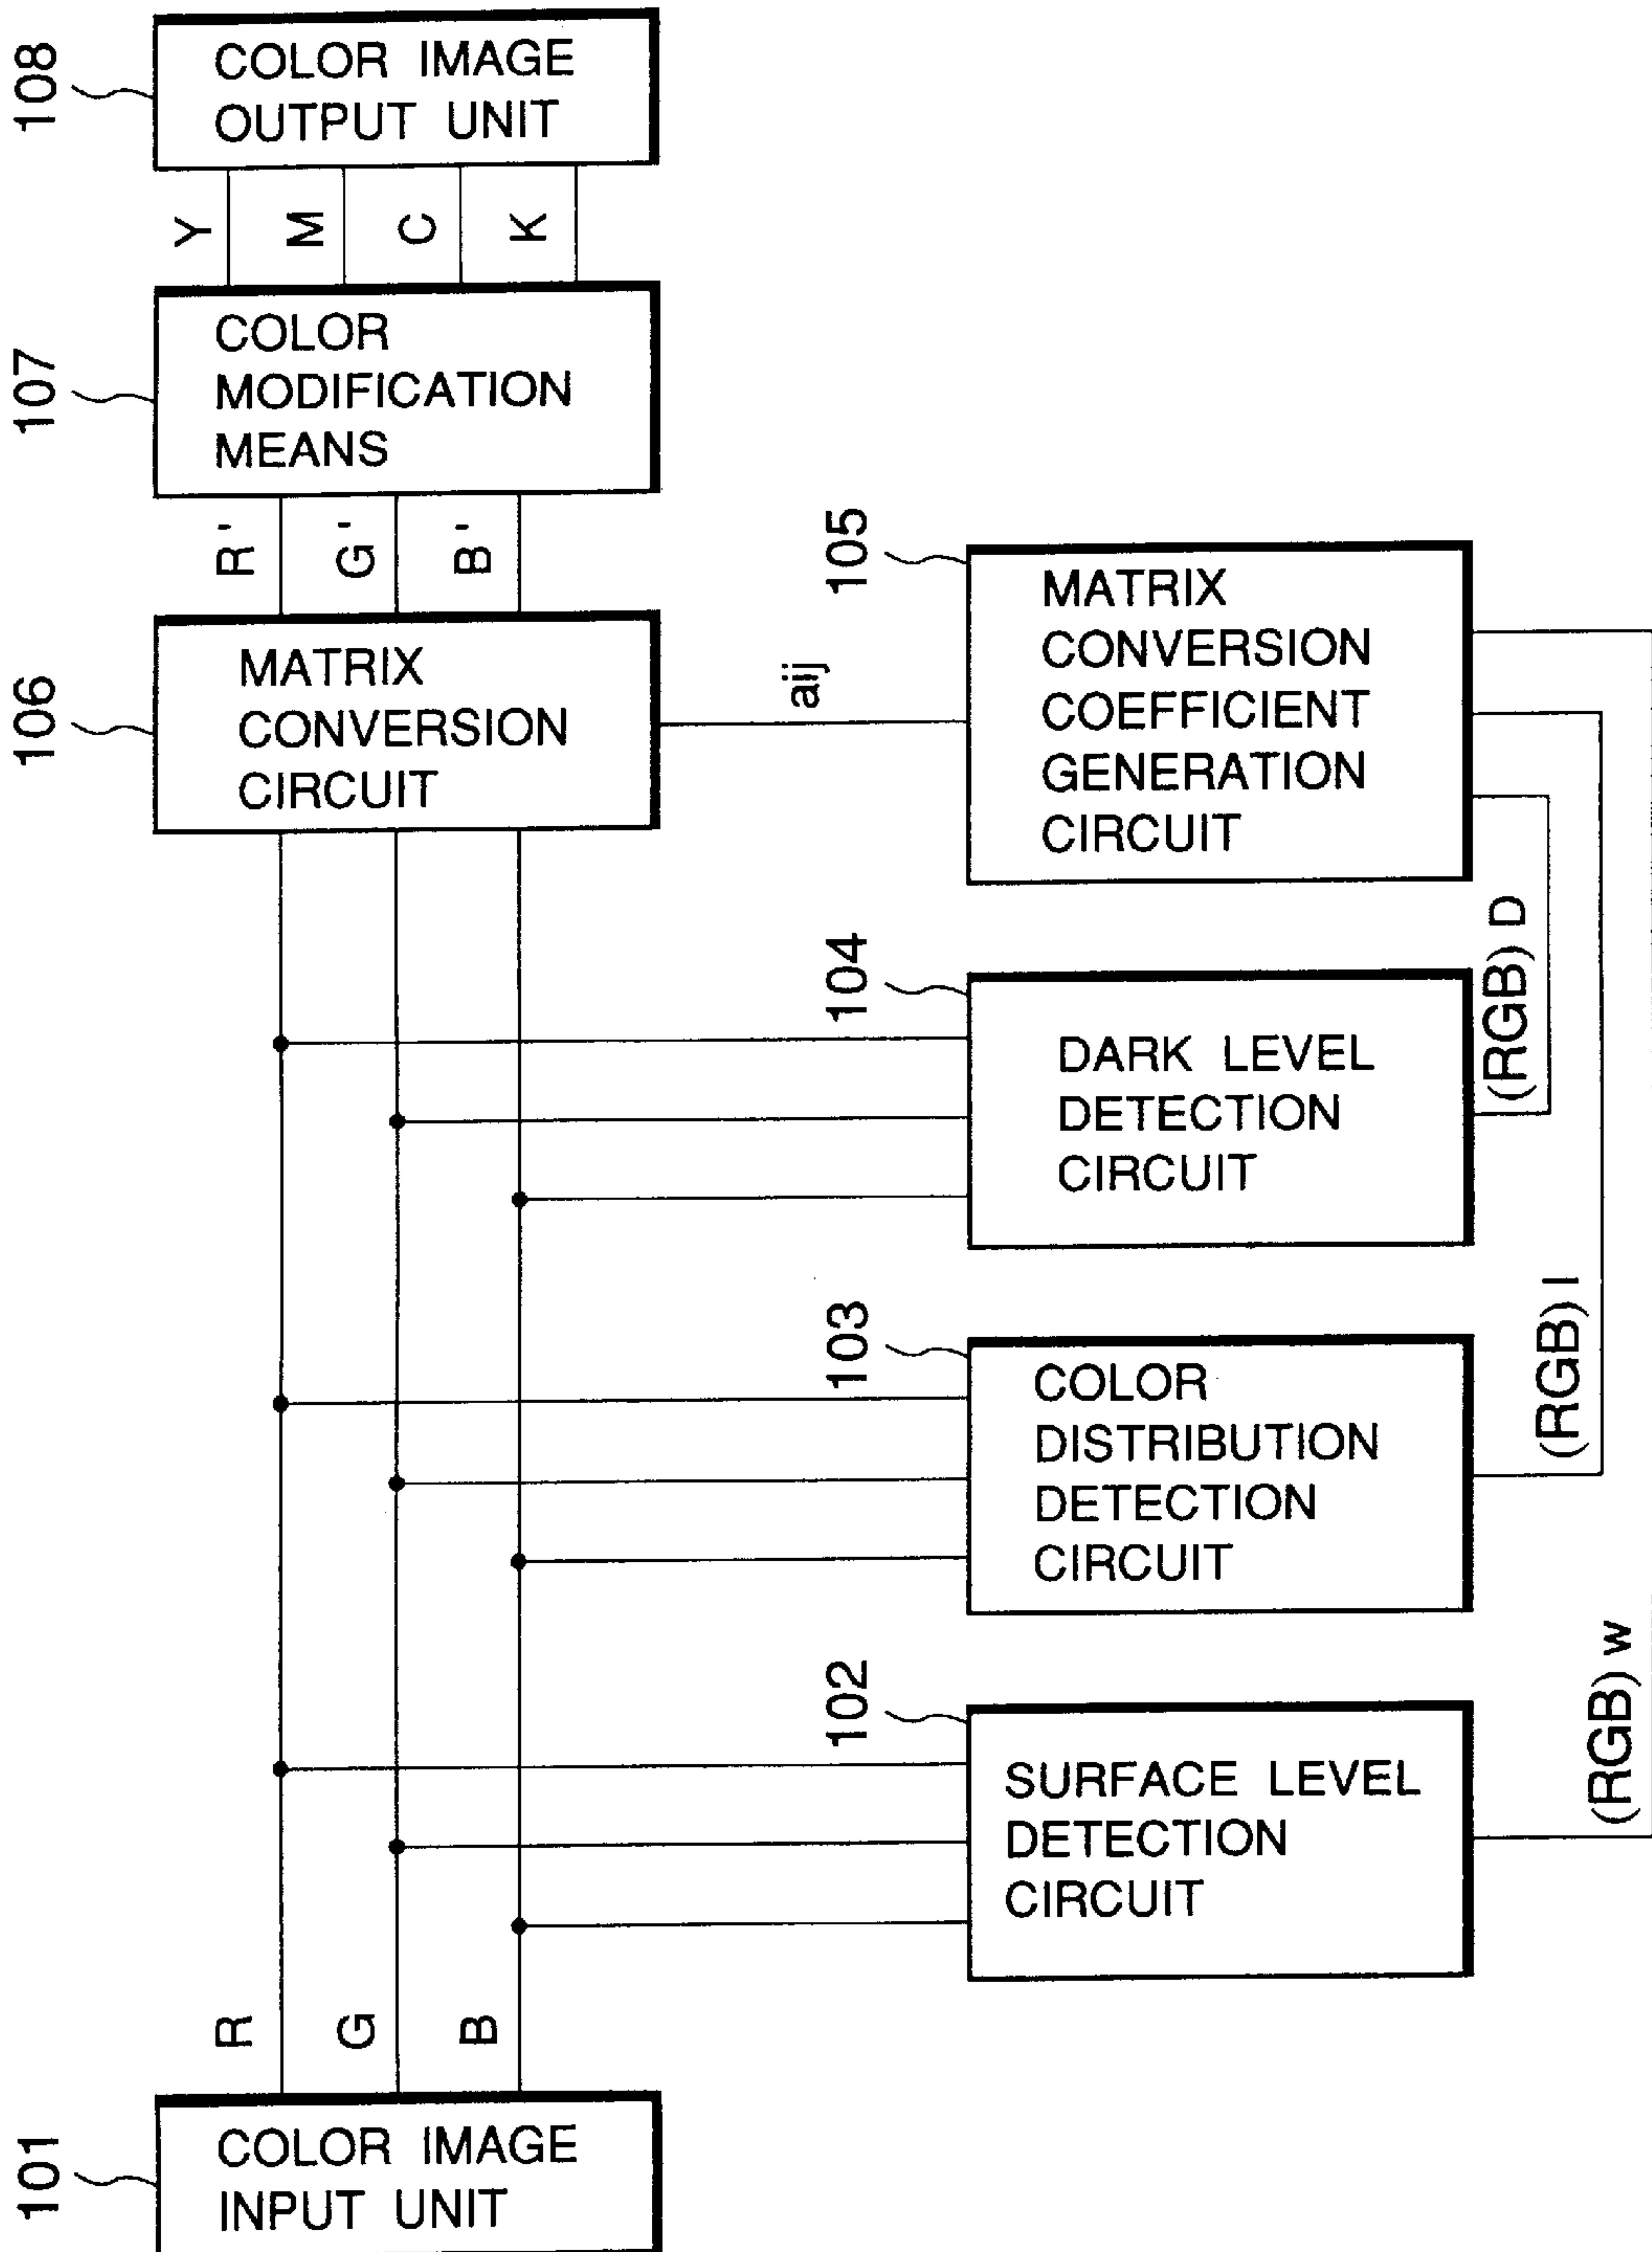 108
COLOR IMAGE
OUTPUT UNIT
Y
M
C
K
107
COLOR
MODIFICATION
MEANS
R'
G'
B'
106
MATRIX
CONVERSION
CIRCUIT
aij
105
MATRIX
CONVERSION
COEFFICIENT
GENERATION
CIRCUIT
104
DARK LEVEL
DETECTION
CIRCUIT
(RGB) D
103
COLOR
DISTRIBUTION
DETECTION
CIRCUIT
(RGB) I
102
SURFACE LEVEL
DETECTION
CIRCUIT
(RGB) w
R
G
B
101
COLOR IMAGE
INPUT UNIT